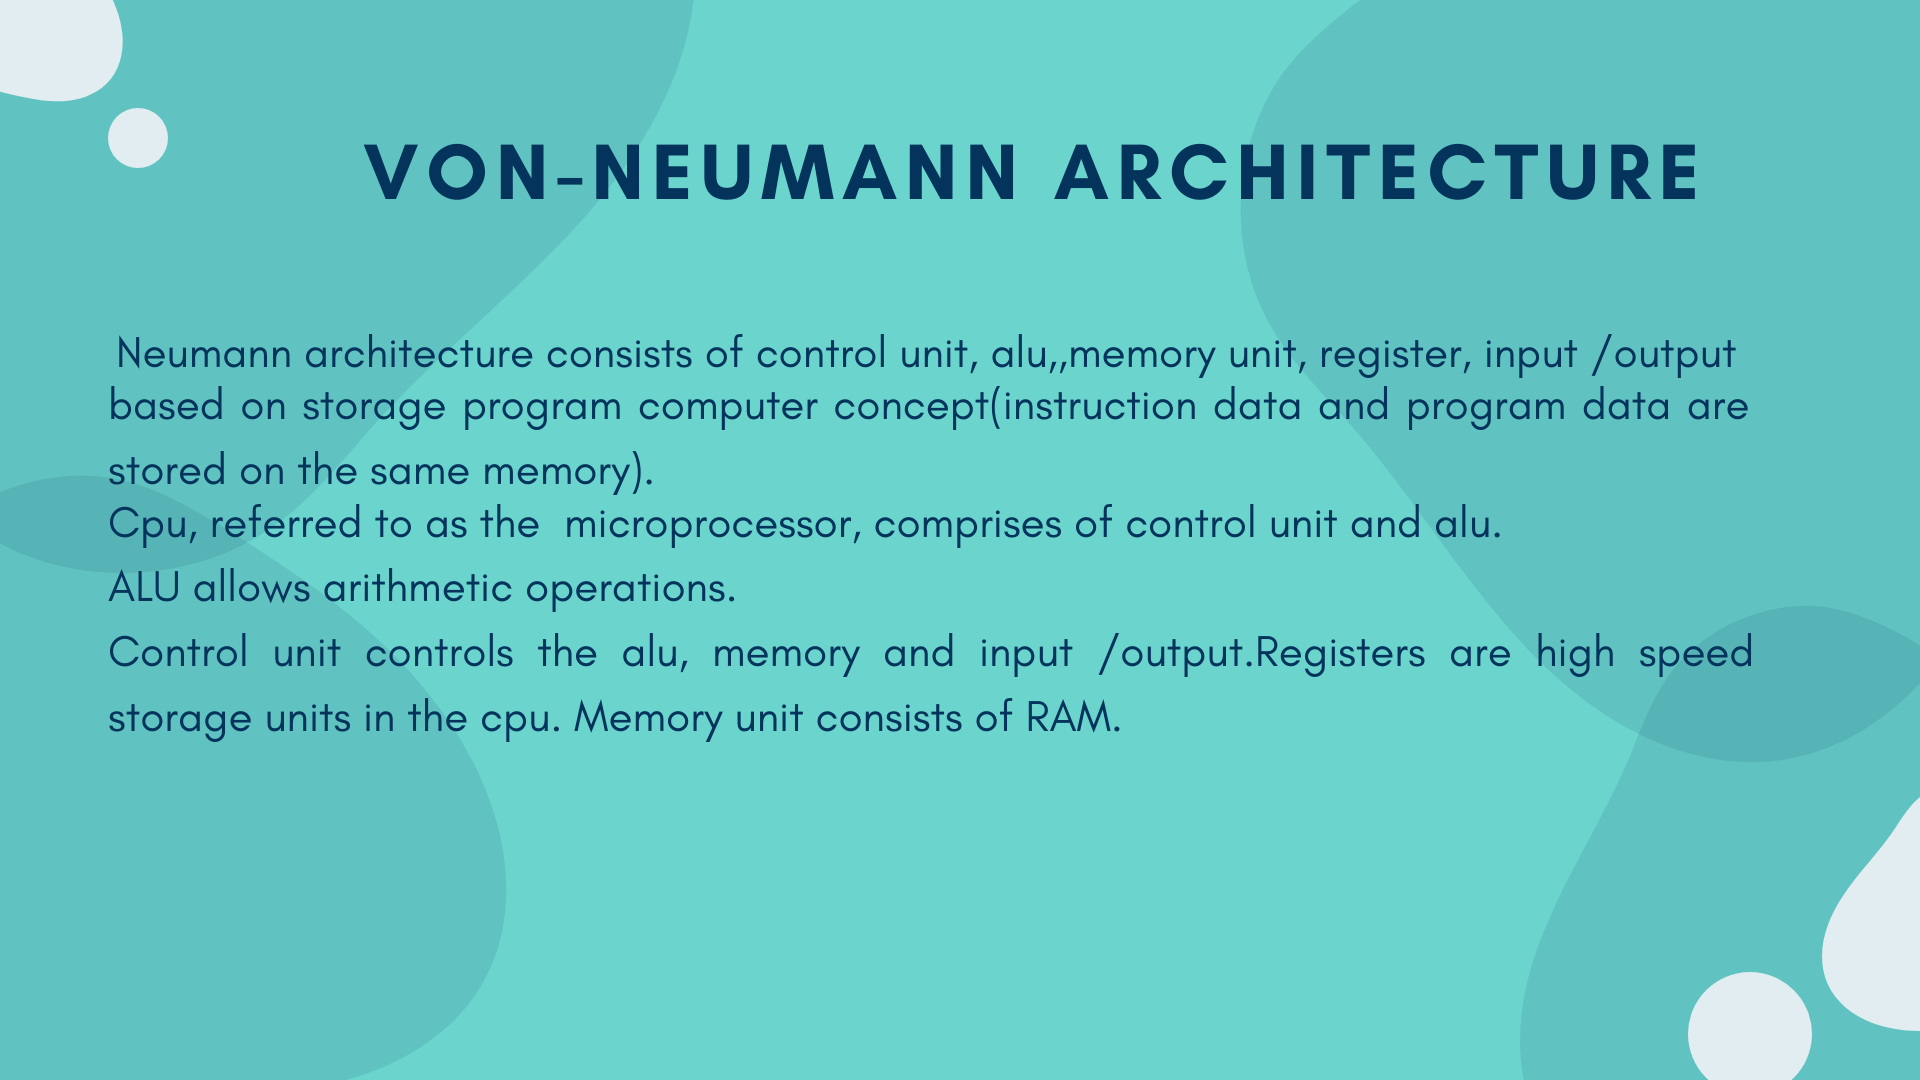 VON-NEUMANN ARCHITECTURE
Neumann architecture consists of control unit, alu,,memory unit, register, input /output
based on storage program computer concept(instruction data and program data are
stored on the same memory).
Cpu, referred to as the  microprocessor, comprises of control unit and alu.
ALU allows arithmetic operations.
Control unit controls the alu, memory and input /output.Registers are high speed
storage units in the cpu. Memory unit consists of RAM.